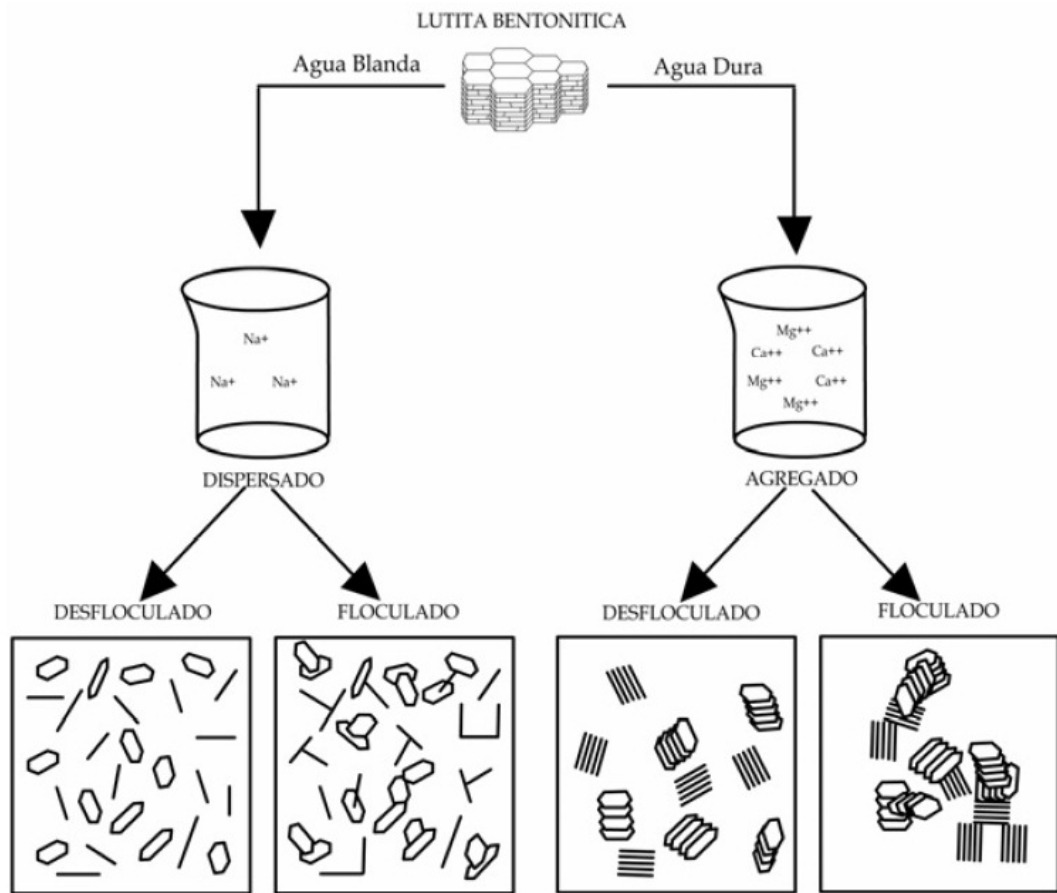 LUTITA BENTONITICA
Agua Blanda
Agua Dura
Na+
Na+ Na+
Mg++
Ca++ Ca++
Mg++ Ca++
Mg++
DISPERSADO
AGREGADO
DESFLOCULADO
FLOCULADO
DESFLOCULADO
FLOCULADO